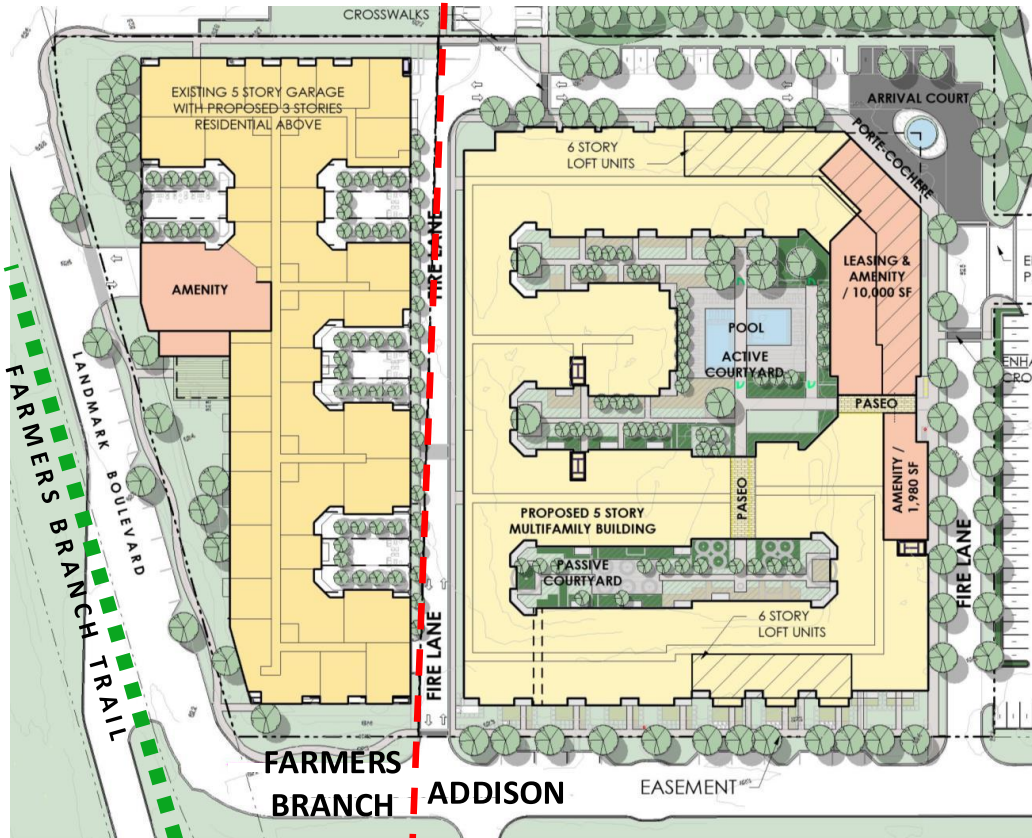 CROSSWALKS
EXISTING 5 STORY GARAGE
WITH PROPOSED 3 STORIES
RESIDENTIAL ABOVE
ARRIVAL COURT
PORTE-COCHERE
6 STORY
LOFT UNITS
FIRE LANE
AMENITY
LEASING &
AMENITY
/ 10,000 SF
POOL
ACTIVE
COURTYARD
PASEO
LANDMARK BOULEVARD
FARMERS BRANCH TRAIL
PASEO
AMENITY /
1,980 SF
PROPOSED 5 STORY
MULTIFAMILY BUILDING
PASSIVE
COURTYARD
FIRE LANE
FIRE LANE
6 STORY
LOFT UNITS
FARMERS
BRANCH
ADDISON
EASEMENT